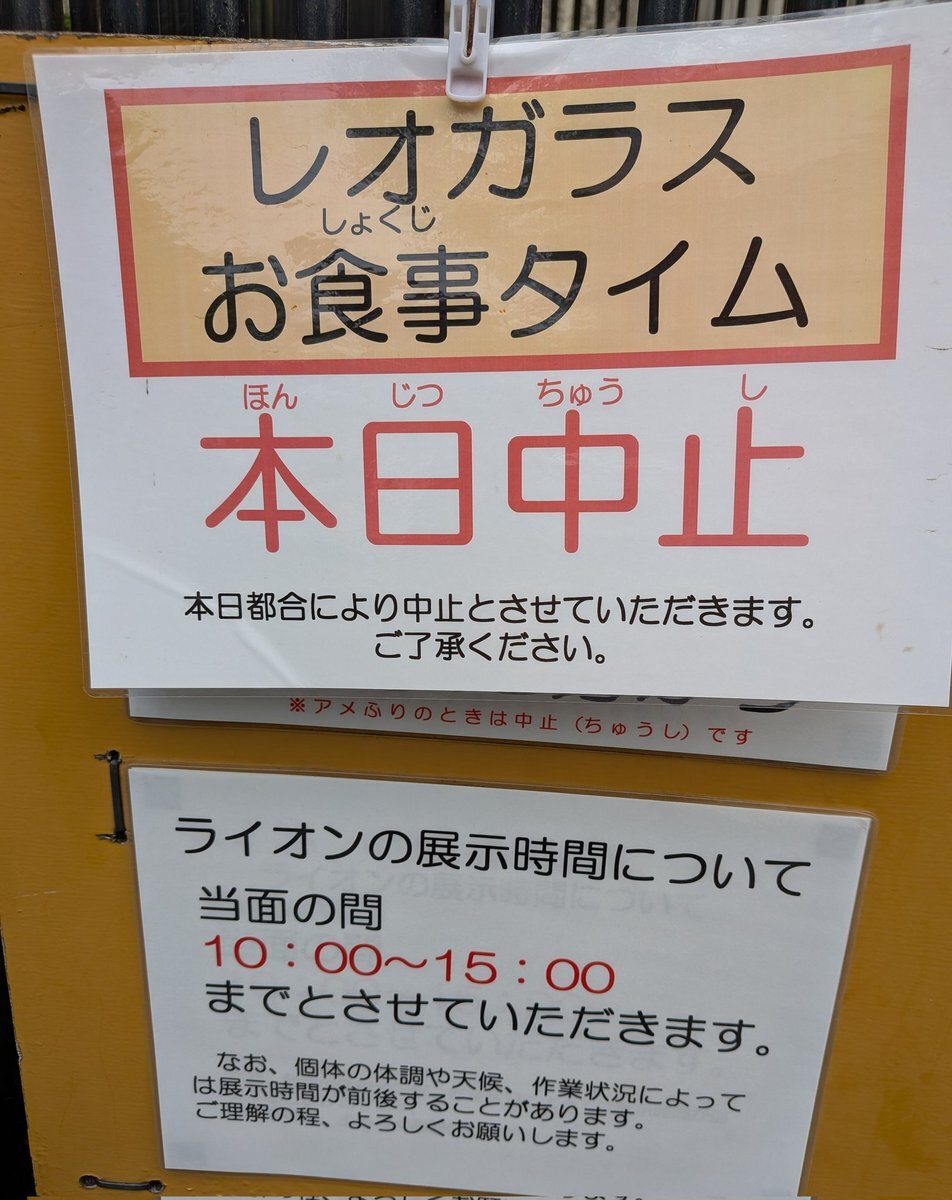 レオガラス
しょくじ
お食事タイム
ほん じつ ちゅう し
本日中止
本日都合により中止とさせていただきます。
ご了承ください。
※アメふりのときは中止（ちゅうし）です
ライオンの展示時間について
当面の間
10：00～15：00
までとさせていただきます。
なお、個体の体調や天候、作業状況によって
は展示時間が前後することがあります。
ご理解の程、よろしくお願いします。